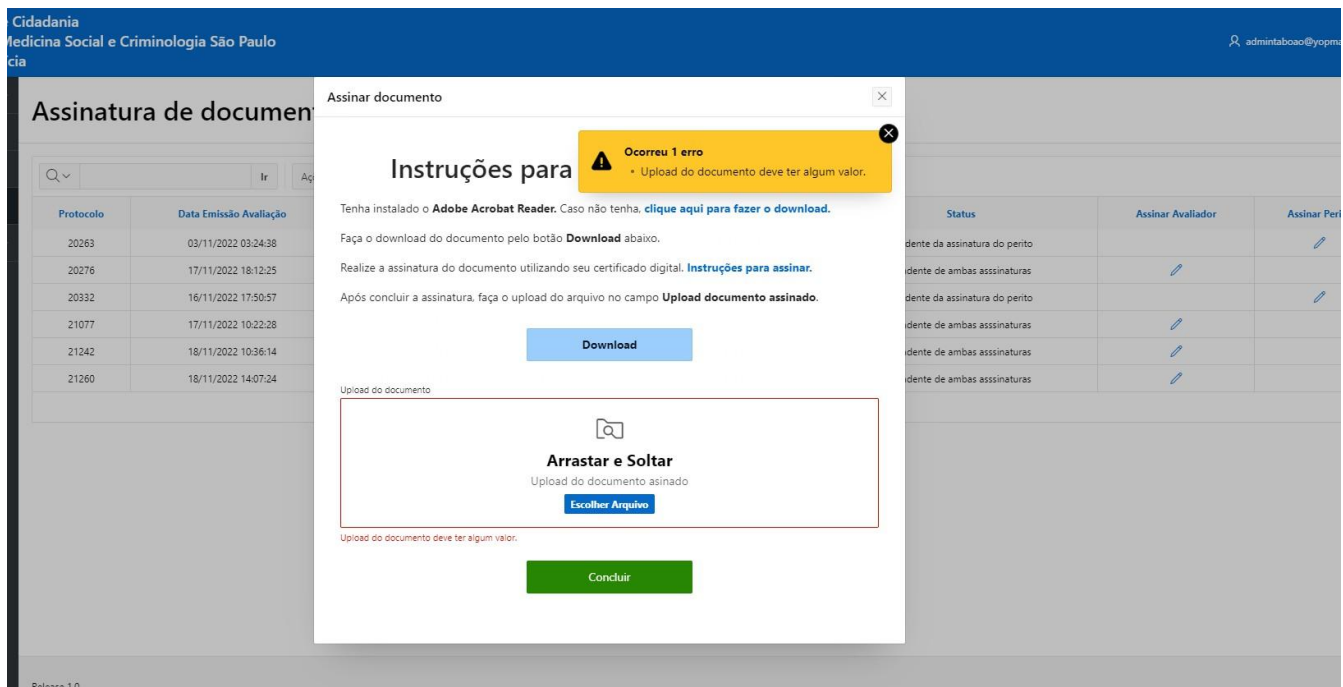 Cidadania
Medicina Social e Criminologia São Paulo
cia
admintaboao@yopma
Assinatura de documen
Ir
Protocolo Data Emissão Avaliação Status Assinar Avaliador Assinar Peri
20263 03/11/2022 03:24:38 dente da assinatura do perito
20276 17/11/2022 18:12:25 dente de ambas asssinaturas
20332 16/11/2022 17:50:57 dente da assinatura do perito
21077 17/11/2022 10:22:28 dente de ambas asssinaturas
21242 18/11/2022 10:36:14 dente de ambas asssinaturas
21260 18/11/2022 14:07:24 dente de ambas asssinaturas
Assinar documento
Ocorreu 1 erro
• Upload do documento deve ter algum valor.
Instruções para
Tenha instalado o Adobe Acrobat Reader. Caso não tenha, clique aqui para fazer o download.
Faça o download do documento pelo botão Download abaixo.
Realize a assinatura do documento utilizando seu certificado digital. Instruções para assinar.
Após concluir a assinatura, faça o upload do arquivo no campo Upload documento assinado.
Download
Upload do documento
Arrastar e Soltar
Upload do documento asinado
Escolher Arquivo
Upload do documento deve ter algum valor.
Concluir
Release 1.0